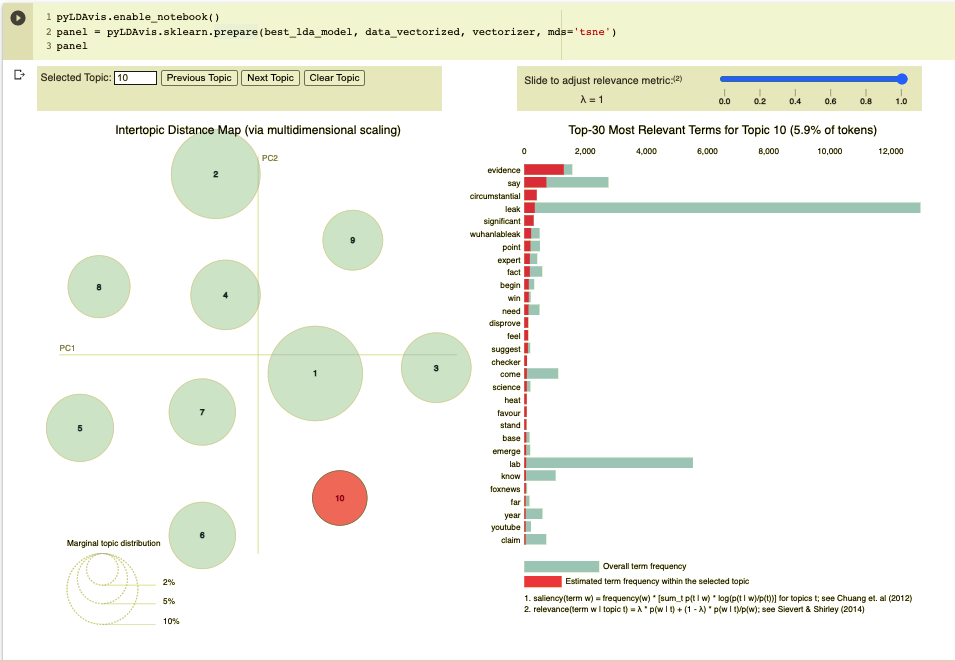 1 pyLDAvis.enable_notebook()
2 panel = pyLDAvis.sklearn.prepare(best_lda_model, data_vectorized, vectorizer, mds='tsne')
3 panel
Selected Topic: 10 Previous Topic Next Topic Clear Topic
Slide to adjust relevance metric:(2)
λ = 1
0.0 0.2 0.4 0.6 0.8 1.0
Intertopic Distance Map (via multidimensional scaling)
PC2
2
9
8
4
PC1
1
3
7
5
10
6
Marginal topic distribution
2%
5%
10%
Top-30 Most Relevant Terms for Topic 10 (5.9% of tokens)
0 2,000 4,000 6,000 8,000 10,000 12,000
evidence
say
circumstantial
leak
significant
wuhanlableak
point
expert
fact
begin
win
need
disprove
feel
suggest
checker
come
science
heat
favour
stand
base
emerge
lab
know
foxnews
far
year
youtube
claim
Overall term frequency
Estimated term frequency within the selected topic
1. saliency(term w) = frequency(w) * [sum_t p(t | w) * log(p(t | w)/p(t))] for topics t; see Chuang et. al (2012)
2. relevance(term w | topic t) = λ * p(w | t) + (1 - λ) * p(w | t)/p(w); see Sievert & Shirley (2014)